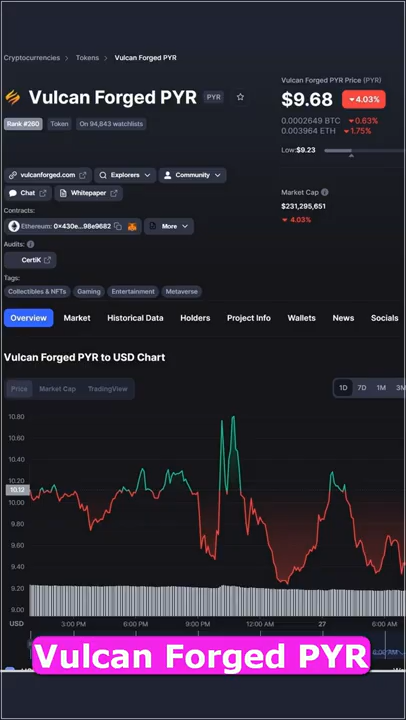 Cryptocurrencies > Tokens > Vulcan Forged PYR
Vulcan Forged PYR PYR
Rank #260 Token On 94,843 watchlists
Vulcan Forged PYR Price (PYR)
$9.68 4.03%
0.0002649 BTC 0.63%
0.003964 ETH 1.75%
Low: $9.23
vulcanforged.com Explorers Community
Chat Whitepaper
Market Cap
$231,295,651
4.03%
Contracts:
Ethereum: 0x430e...98e9682 More
Audits:
CertiK
Tags:
Collectibles & NFTs Gaming Entertainment Metaverse
Overview Market Historical Data Holders Project Info Wallets News Socials
Vulcan Forged PYR to USD Chart
Price Market Cap TradingView
1D 7D 1M
10.80
10.60
10.40
10.20
10.12
10.00
9.80
9.60
9.40
9.20
9.00
USD 3:00 PM 6:00 PM 9:00 PM 12:00 AM 27 6:00 AM
6:00 AM
Vulcan Forged PYR